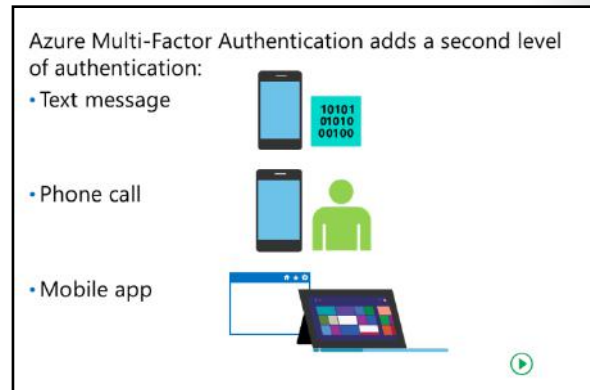 Azure Multi-Factor Authentication adds a second level
of authentication:
• Text message
10101
01010
00100
• Phone call
• Mobile app